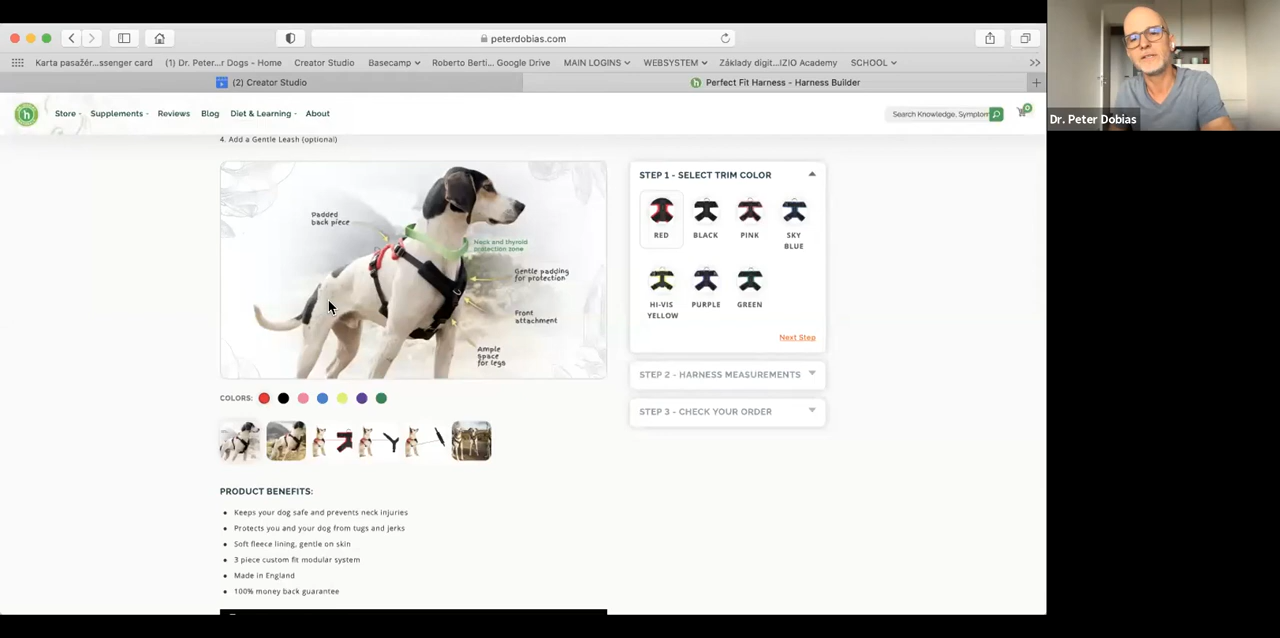 peterdobias.com
Karta pasažér...ssenger card
(1) Dr. Peter...r Dogs - Home
Creator Studio
Basecamp
Roberto Berti... Google Drive
MAIN LOGINS
WEBSYSTEM
Základy digit...IZIO Academy
SCHOOL
(2) Creator Studio
Perfect Fit Harness - Harness Builder
h
Store
Supplements
Reviews
Blog
Diet & Learning
About
Search Knowledge, Symptom
0
Dr. Peter Dobias
4. Add a Gentle Leash (optional)
Padded
back piece
Neck and thyroid
protection zone
Gentle padding
for protection
Front
attachment
Ample
space
for legs
STEP 1 - SELECT TRIM COLOR
RED
BLACK
PINK
SKY
BLUE
HI-VIS
YELLOW
PURPLE
GREEN
Next Step
STEP 2 - HARNESS MEASUREMENTS
STEP 3 - CHECK YOUR ORDER
COLORS:
PRODUCT BENEFITS:
Keeps your dog safe and prevents neck injuries
Protects you and your dog from tugs and jerks
Soft fleece lining, gentle on skin
3 piece custom fit modular system
Made in England
100% money back guarantee